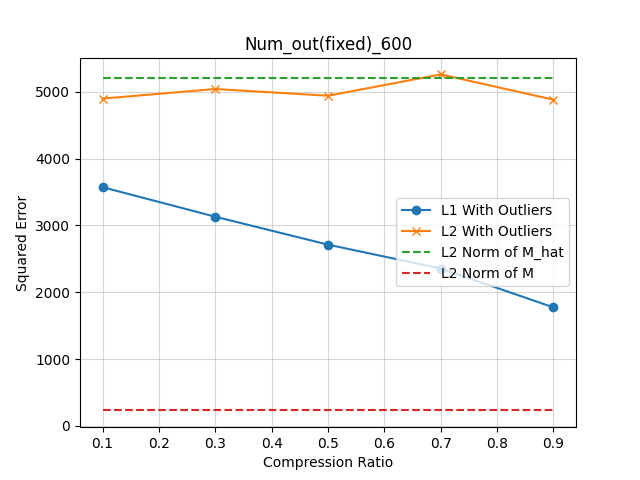 Num_out(fixed)_600
Squared Error
5000
4000
3000
2000
1000
0
L1 With Outliers
L2 With Outliers
L2 Norm of M_hat
L2 Norm of M
0.1 0.2 0.3 0.4 0.5 0.6 0.7 0.8 0.9
Compression Ratio